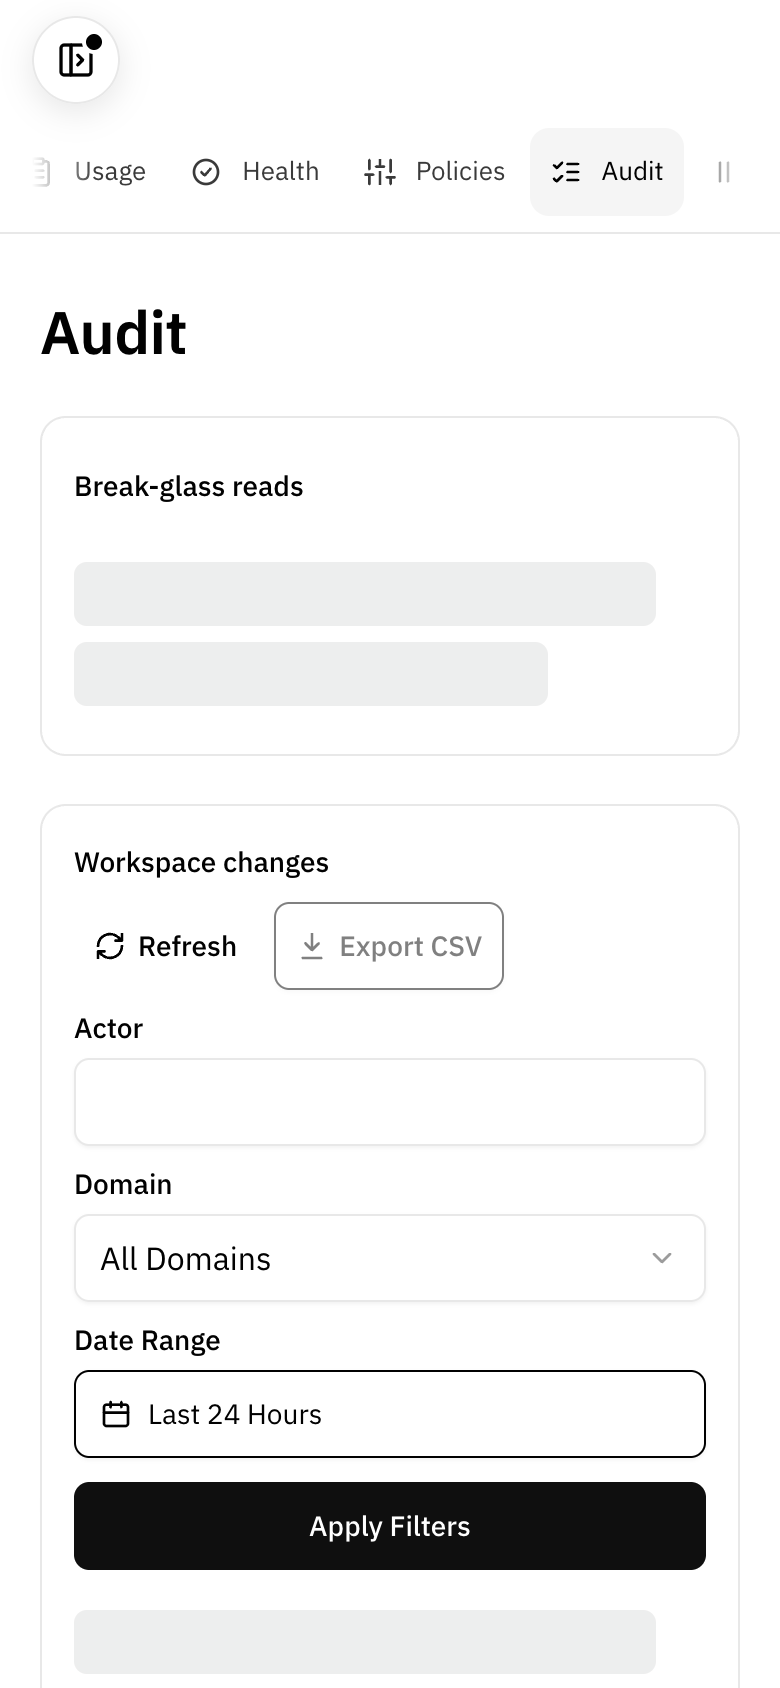 Usage Health Policies Audit
Audit
Break-glass reads
Workspace changes
Refresh Export CSV
Actor
Domain
All Domains
Date Range
Last 24 Hours
Apply Filters